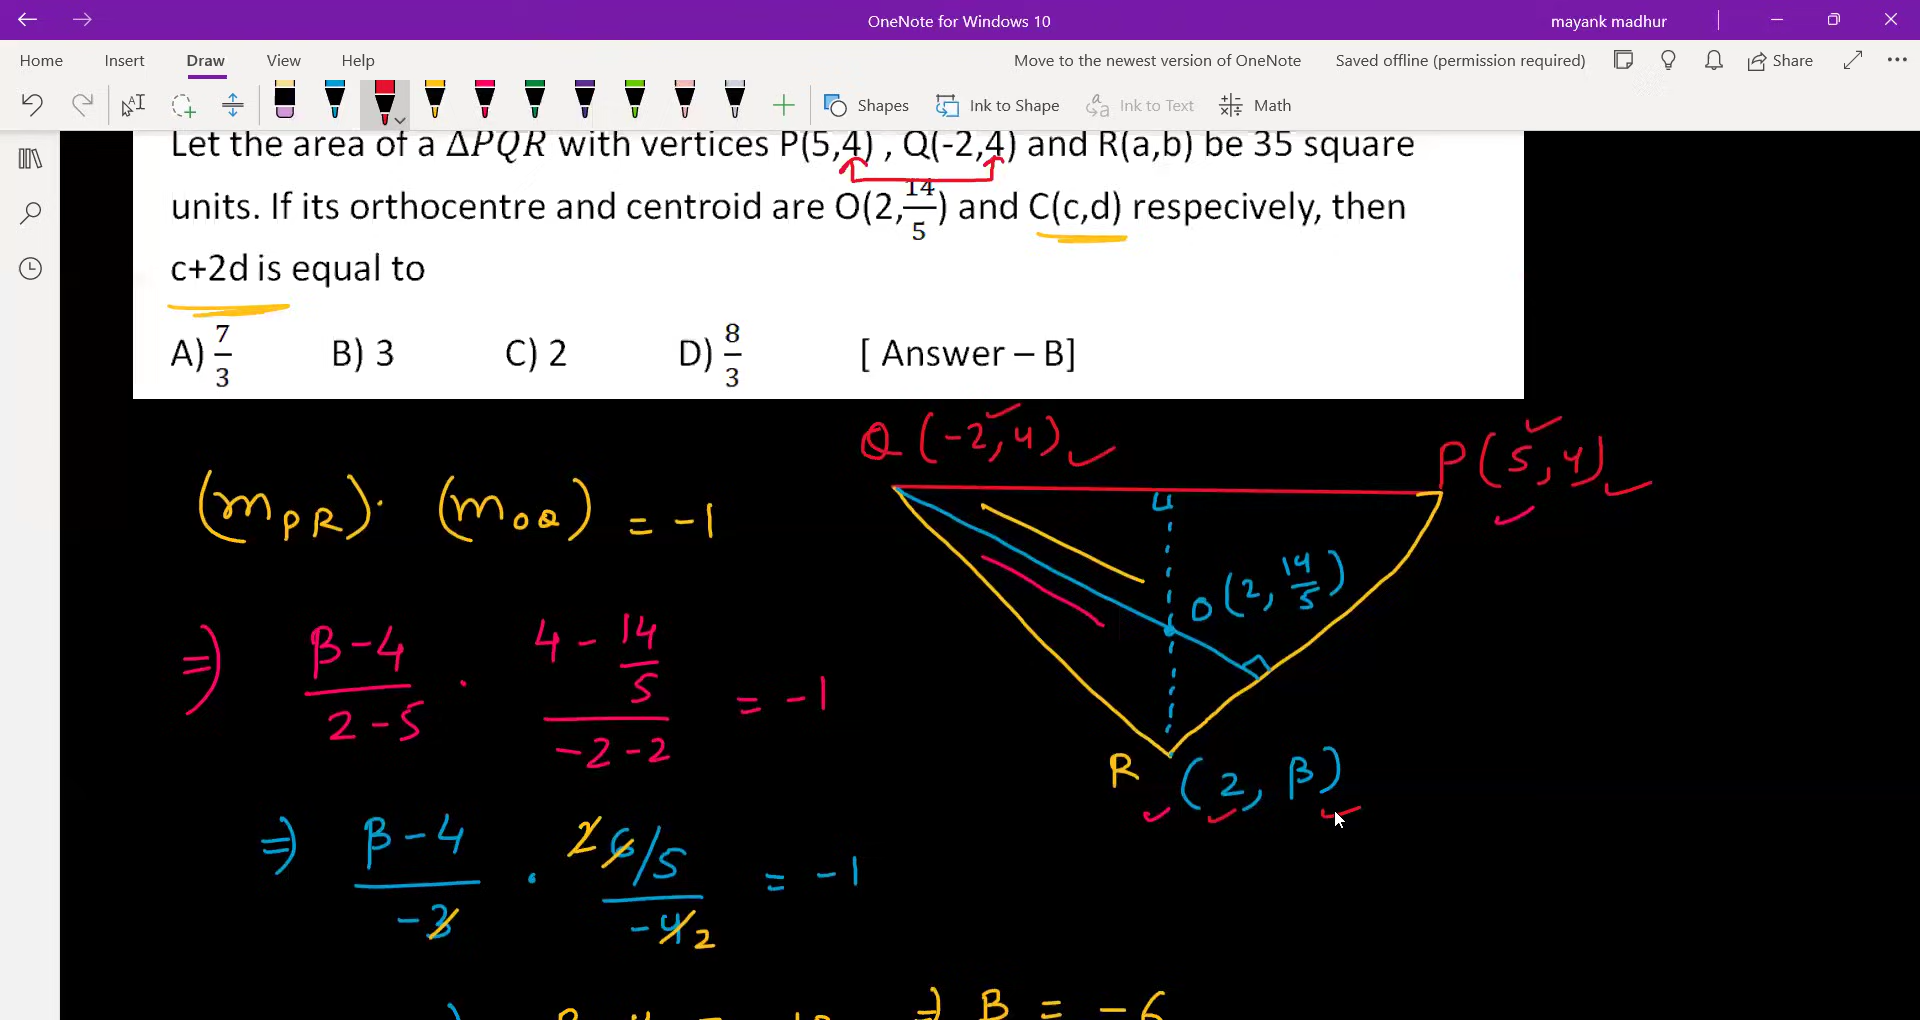 OneNote for Windows 10
mayank madhur
Home Insert Draw View Help
Move to the newest version of OneNote Saved offline (permission required) Share
Shapes Ink to Shape Ink to Text Math
Let the area of a ΔPQR with vertices P(5,4) , Q(-2,4) and R(a,b) be 35 square
units. If its orthocentre and centroid are O(2,14/5) and C(c,d) respecively, then
c+2d is equal to
A) 7/3 B) 3 C) 2 D) 8/3 [ Answer – B]
Q (-2,4)
P (5,4)
(mPR) . (mOQ) = -1
O (2, 14/5)
⇒ β-4/2-5 . 4 - 14/5/-2-2 = -1
R (2, β)
⇒ β-4/-3 . 2 6/5/-4 2 = -1
⇒ β = -6